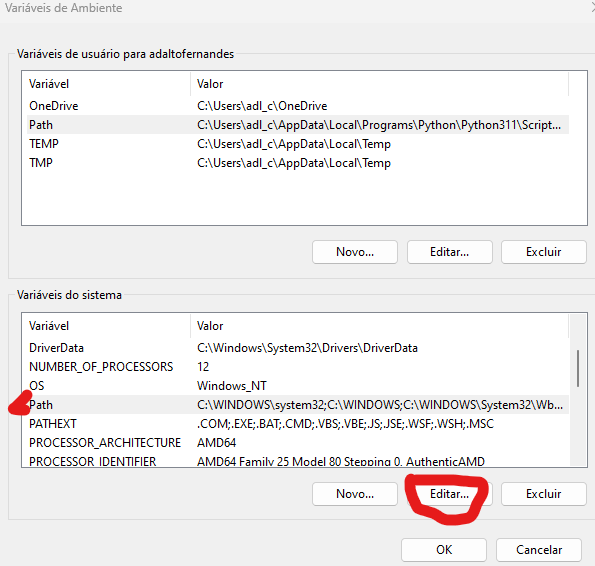 Variáveis de Ambiente
Variáveis de usuário para adaltofernandes
Variável Valor
OneDrive C:\Users\adl_c\OneDrive
Path C:\Users\adl_c\AppData\Local\Programs\Python\Python311\Script...
TEMP C:\Users\adl_c\AppData\Local\Temp
TMP C:\Users\adl_c\AppData\Local\Temp
Novo... Editar... Excluir
Variáveis do sistema
Variável Valor
DriverData C:\Windows\System32\Drivers\DriverData
NUMBER_OF_PROCESSORS 12
OS Windows_NT
Path C:\WINDOWS\system32;C:\WINDOWS;C:\WINDOWS\System32\Wb...
PATHEXT .COM;.EXE;.BAT;.CMD;.VBS;.VBE;.JS;.JSE;.WSF;.WSH;.MSC
PROCESSOR_ARCHITECTURE AMD64
PROCESSOR_IDENTIFIER AMD64 Family 25 Model 80 Stepping 0, AuthenticAMD
Novo... Editar... Excluir
OK Cancelar